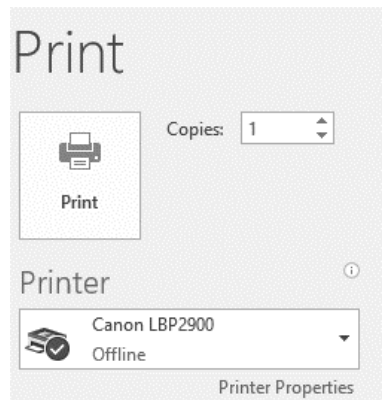 Print
Copies: 1
Print
Printer
Canon LBP2900
Offline
Printer Properties